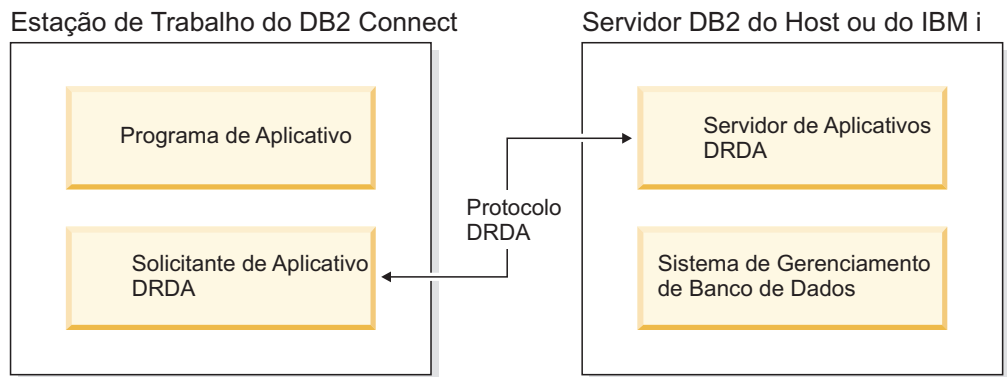 Estação de Trabalho do DB2 Connect
Servidor DB2 do Host ou do IBM i
Programa de Aplicativo
Servidor de Aplicativos
DRDA
Protocolo
DRDA
Solicitante de Aplicativo
DRDA
Sistema de Gerenciamento
de Banco de Dados